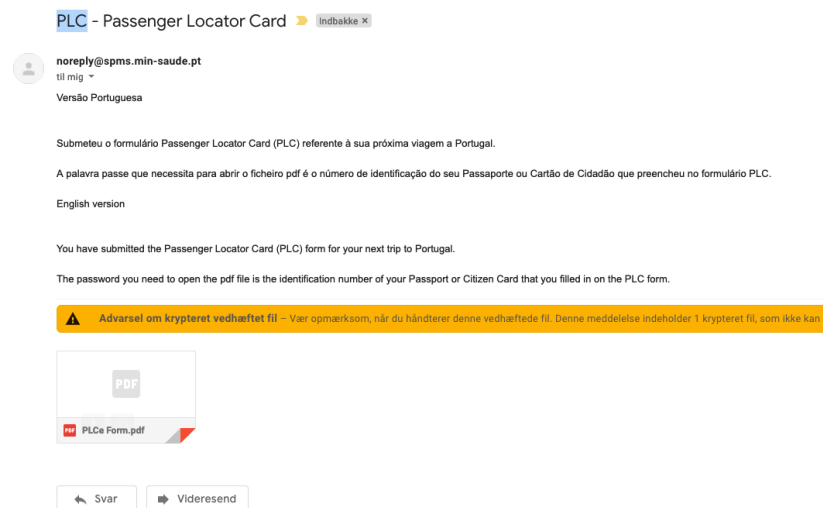 PLC - Passenger Locator Card Indbakke ×
noreply@spms.min-saude.pt
til mig
Versão Portuguesa
Submeteu o formulário Passenger Locator Card (PLC) referente à sua próxima viagem a Portugal.
A palavra passe que necessita para abrir o ficheiro pdf é o número de identificação do seu Passaporte ou Cartão de Cidadão que preencheu no formulário PLC.
English version
You have submitted the Passenger Locator Card (PLC) form for your next trip to Portugal.
The password you need to open the pdf file is the identification number of your Passport or Citizen Card that you filled in on the PLC form.
Advarsel om krypteret vedhæftet fil – Vær opmærksom, når du håndterer denne vedhæftede fil. Denne meddelelse indeholder 1 krypteret fil, som ikke kan
PDF
PDF PLCe Form.pdf
Svar Videresend